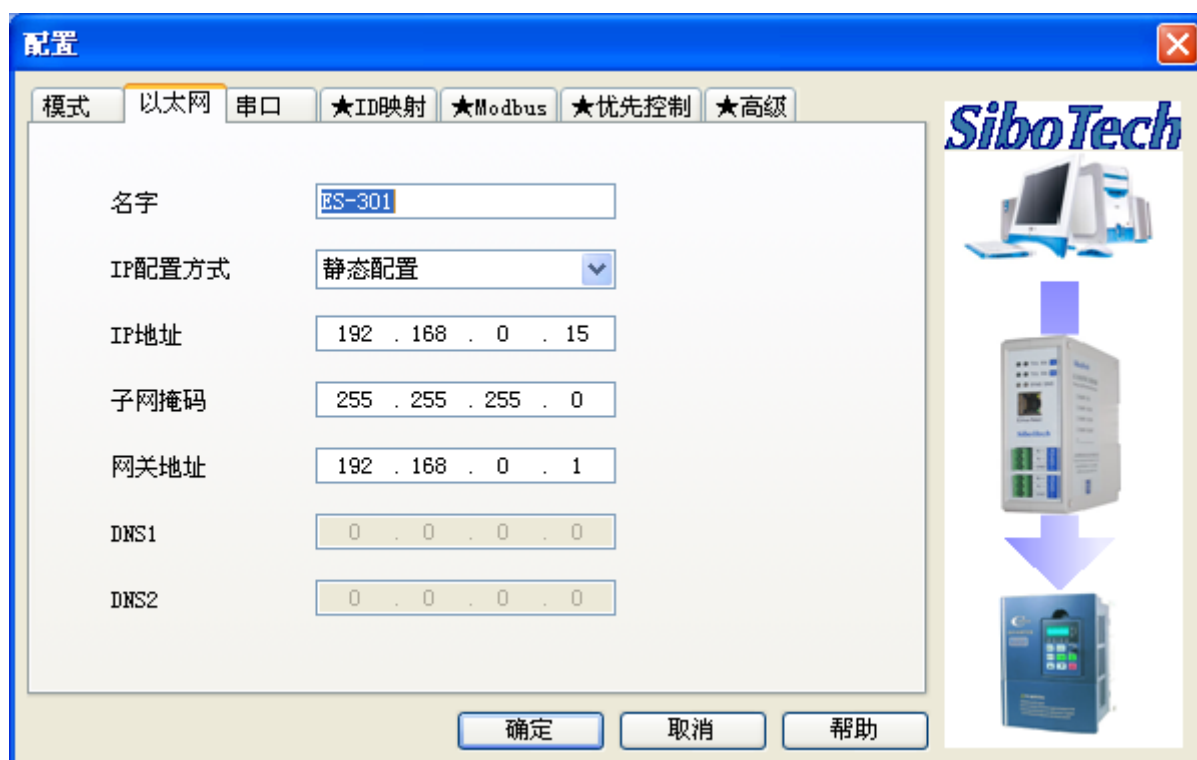 配置
模式 以太网 串口 ★ID映射 ★Modbus ★优先控制 ★高级
SiboTech
名字 ES-301
IP配置方式 静态配置
IP地址 192 . 168 . 0 . 15
子网掩码 255 . 255 . 255 . 0
网关地址 192 . 168 . 0 . 1
DNS1 0 . 0 . 0 . 0
DNS2 0 . 0 . 0 . 0
确定 取消 帮助